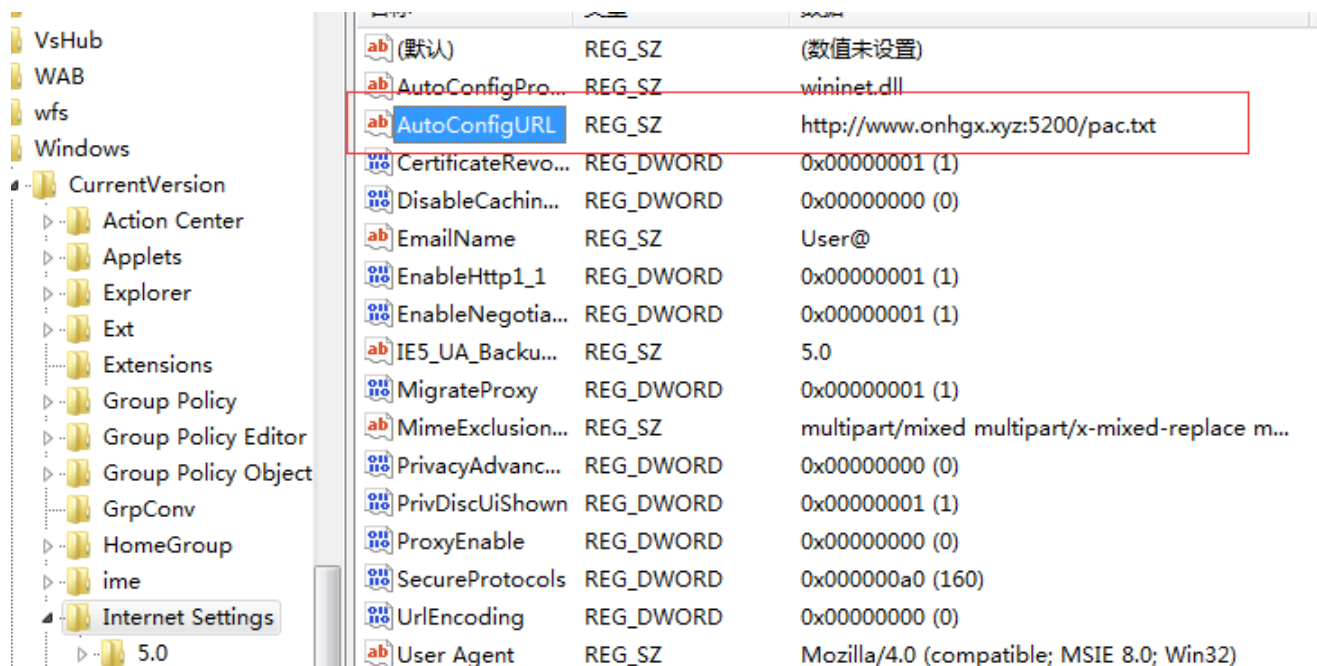 VsHub
WAB
wfs
Windows
CurrentVersion
Action Center
Applets
Explorer
Ext
Extensions
Group Policy
Group Policy Editor
Group Policy Object
GrpConv
HomeGroup
ime
Internet Settings
5.0
(默认) REG_SZ (数值未设置)
AutoConfigPro... REG_SZ wininet.dll
AutoConfigURL REG_SZ http://www.onhgx.xyz:5200/pac.txt
CertificateRevo... REG_DWORD 0x00000001 (1)
DisableCachin... REG_DWORD 0x00000000 (0)
EmailName REG_SZ User@
EnableHttp1_1 REG_DWORD 0x00000001 (1)
EnableNegotia... REG_DWORD 0x00000001 (1)
IE5_UA_Backu... REG_SZ 5.0
MigrateProxy REG_DWORD 0x00000001 (1)
MimeExclusion... REG_SZ multipart/mixed multipart/x-mixed-replace m...
PrivacyAdvanc... REG_DWORD 0x00000000 (0)
PrivDiscUiShown REG_DWORD 0x00000001 (1)
ProxyEnable REG_DWORD 0x00000000 (0)
SecureProtocols REG_DWORD 0x000000a0 (160)
UrlEncoding REG_DWORD 0x00000000 (0)
User Agent REG_SZ Mozilla/4.0 (compatible; MSIE 8.0; Win32)